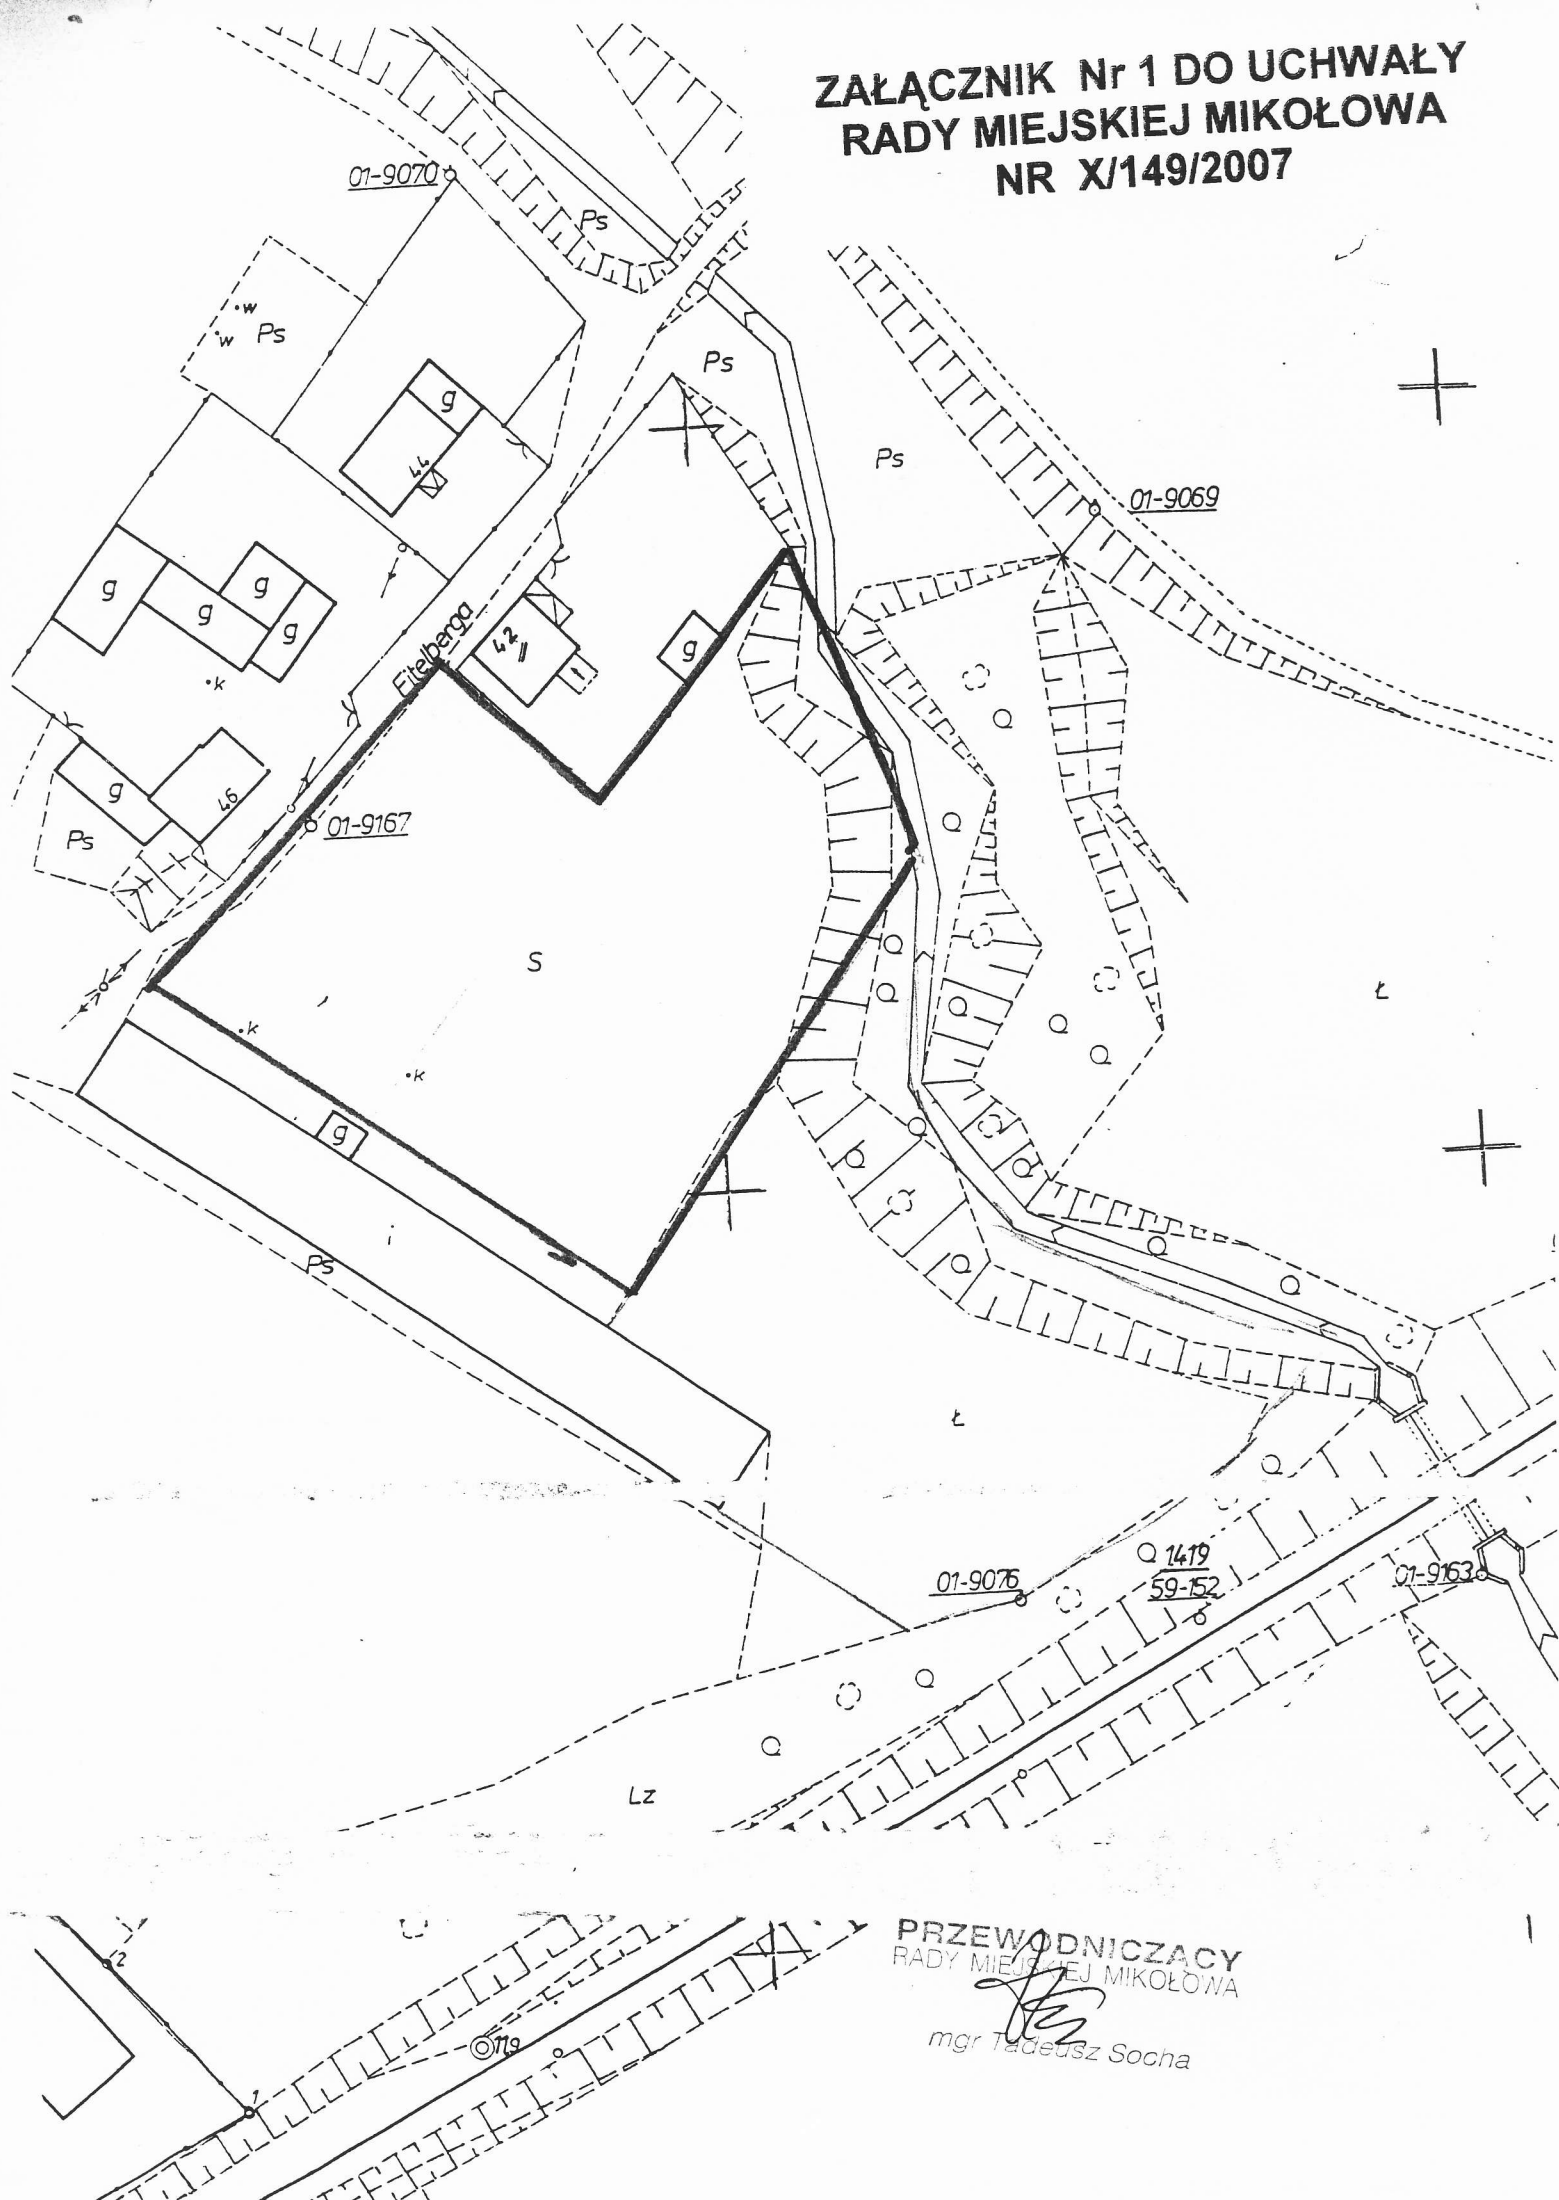 ZAŁĄCZNIK Nr 1 DO UCHWAŁY
RADY MIEJSKIEJ MIKOŁOWA
NR X/149/2007
01-9070
Ps
w
w
Ps
Ps
g
44
Ps
01-9069
g
g
g
g
k
Fitelberga
42
g
g
46
Ps
01-9167
S
k
k
g
Ł
Ps
Ł
01-9076
1419
59-152
01-9163
Lz
2
119
1
PRZEWODNICZĄCY
RADY MIEJSKIEJ MIKOŁOWA
mgr Tadeusz Socha